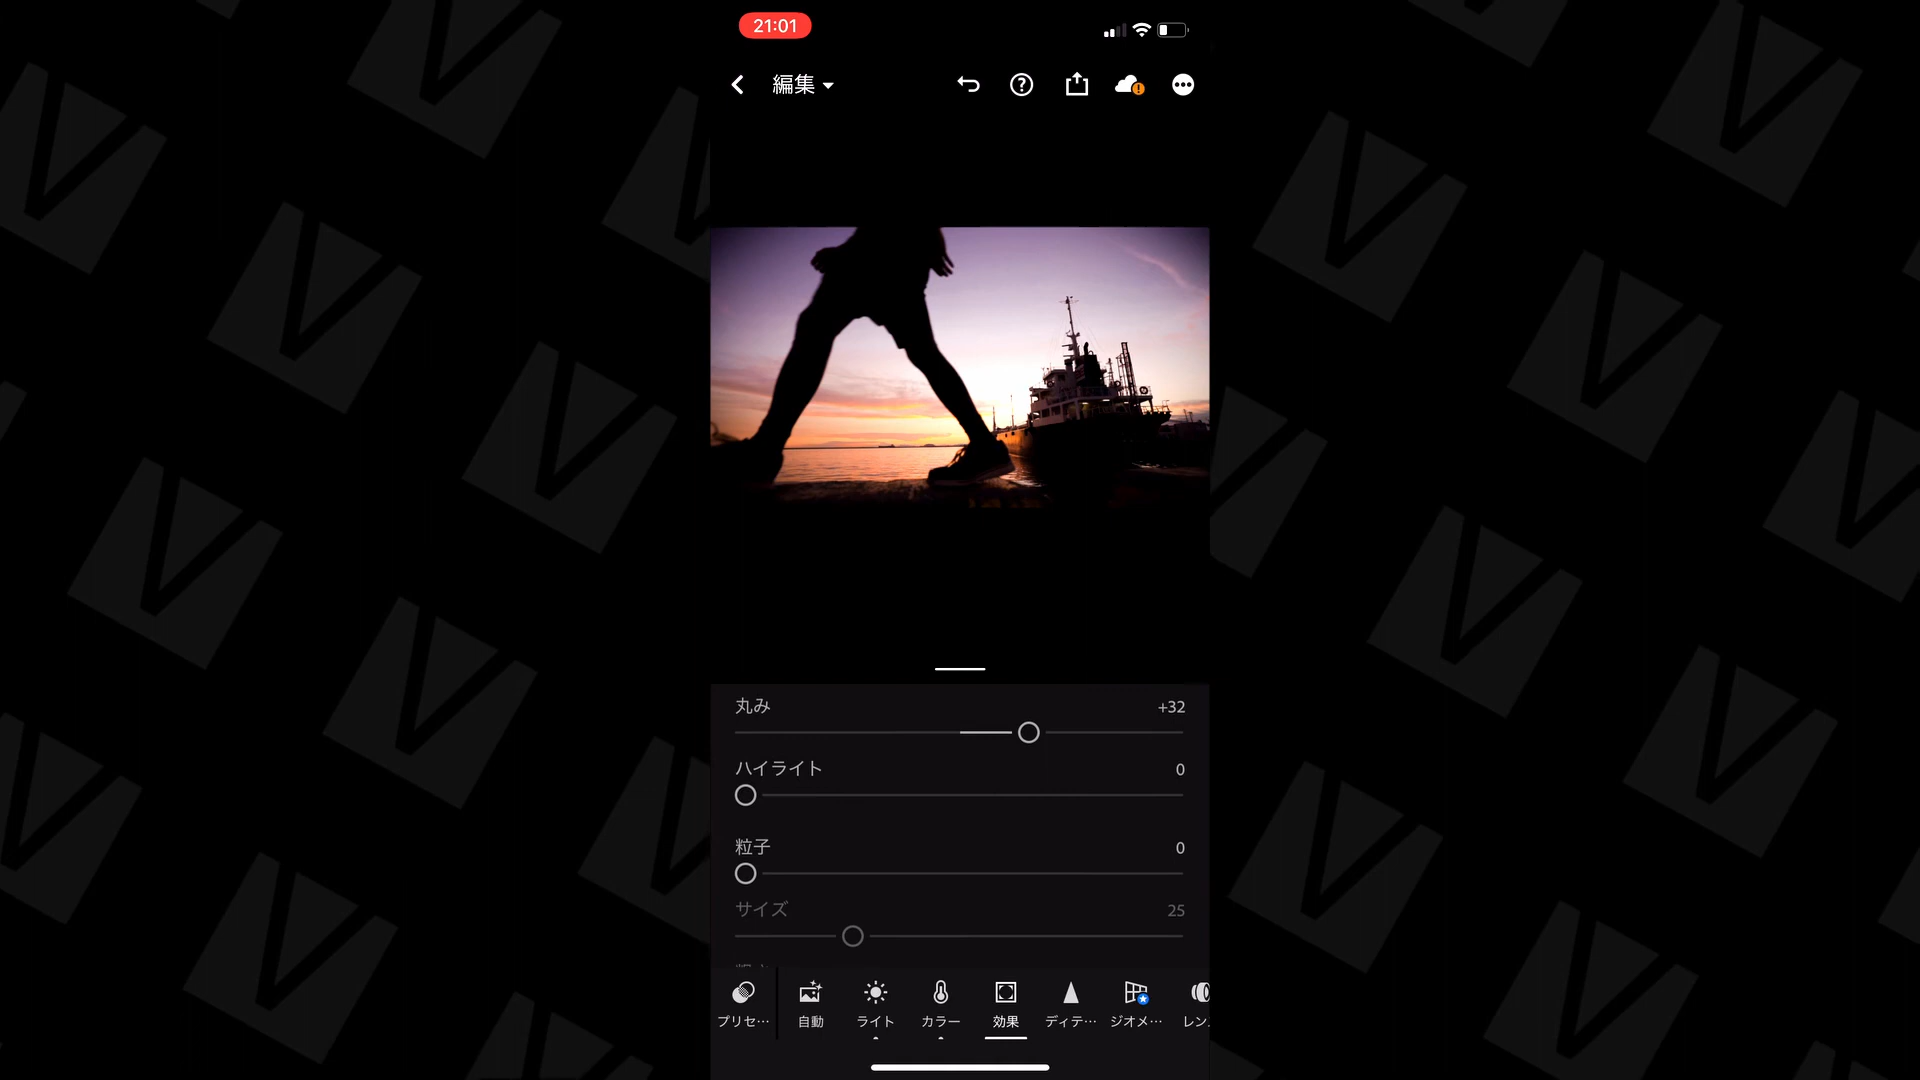 21:01
編集
丸み +32
ハイライト 0
粒子 0
サイズ 25
プリセ… 自動 ライト カラー 効果 ディテ… ジオメ… レン